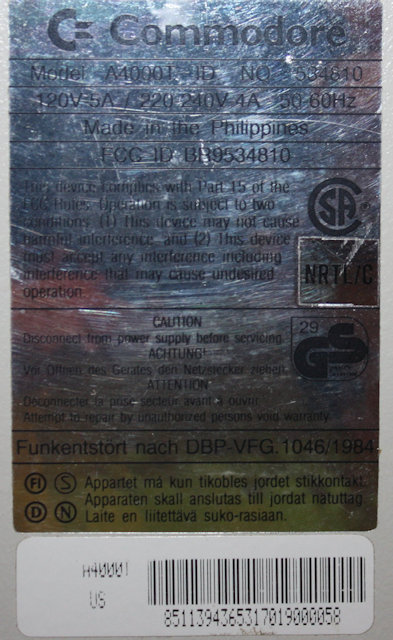 Commodore
Model A4000T ID NO 534810
120V-5A / 220 240V-4A 50-60Hz
Made in the Philippines
FCC ID BR9534810
This device complies with Part 15 of the
FCC Rules. Operation is subject to two
conditions (1) This device may not cause
harmful interference, and (2) This device
must accept any interference including
interference that may cause undesired
operation.
SA
NRTL/C
CAUTION
Disconnect from power supply before servicing.
ACHTUNG!
Vor Öffnen des Gerätes den Netzstecker ziehen
ATTENTION
Déconnecter la prise secteur avant à ouvrir
Attempt to repair by unauthorized persons void warranty.
29
GS
Funkentstört nach DBP-VFG.1046/1984
FI S Appartet må kun tikobles jordet stikkontakt.
Apparaten skall anslutas till jordat nätuttag
D N Laite en liitettävä suko-rasiaan.
A4000T
US
8511394365317019000058